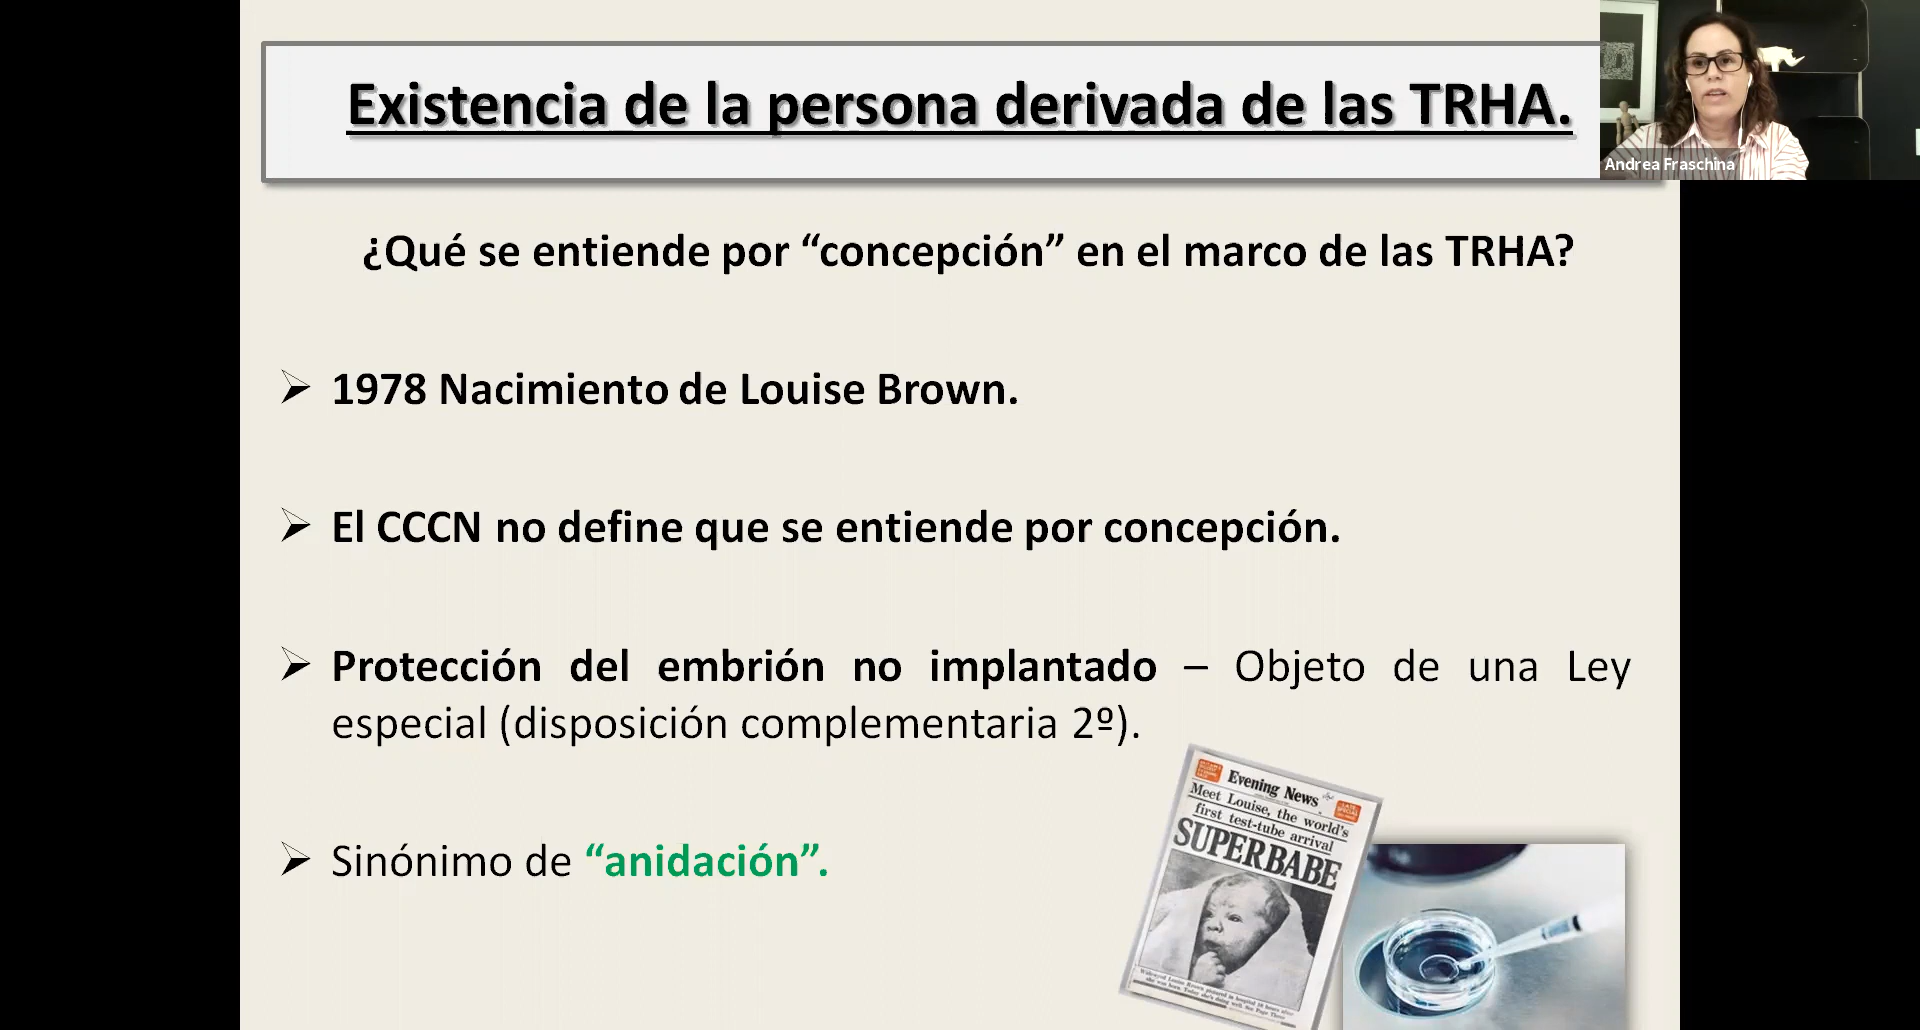 Existencia de la persona derivada de las TRHA.
Andrea Fraschina
¿Qué se entiende por “concepción” en el marco de las TRHA?
1978 Nacimiento de Louise Brown.
El CCCN no define que se entiende por concepción.
Protección del embrión no implantado – Objeto de una Ley
especial (disposición complementaria 2º).
Sinónimo de “anidación”.
Evening News
Meet Louise, the world's
first test-tube arrival
SUPERBABE